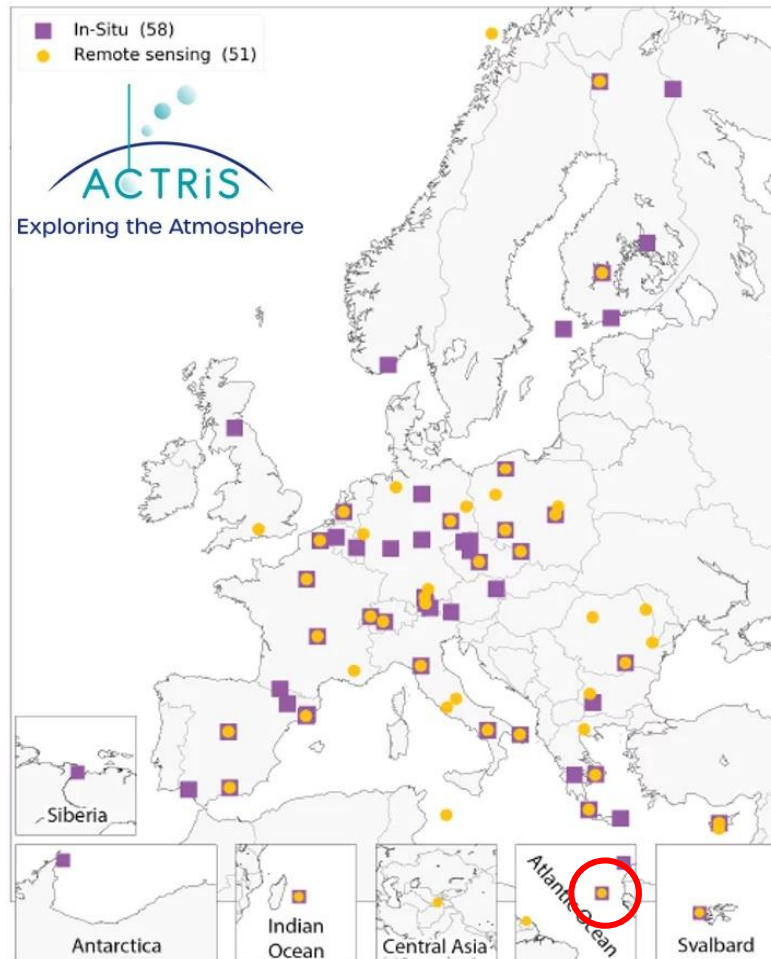 In-Situ (58)
Remote sensing (51)
ACTRiS
Exploring the Atmosphere
Siberia
Antarctica
Indian
Ocean
Central Asia
Atlantic Ocean
Svalbard